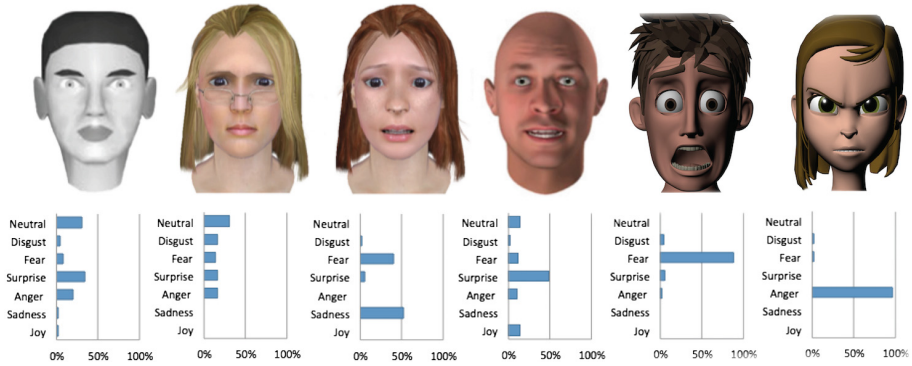 Neutral
Disgust
Fear
Surprise
Anger
Sadness
Joy
0% 50% 100%
Neutral
Disgust
Fear
Surprise
Anger
Sadness
Joy
0% 50% 100%
Neutral
Disgust
Fear
Surprise
Anger
Sadness
Joy
0% 50% 100%
Neutral
Disgust
Fear
Surprise
Anger
Sadness
Joy
0% 50% 100%
Neutral
Disgust
Fear
Surprise
Anger
Sadness
Joy
0% 50% 100%
Neutral
Disgust
Fear
Surprise
Anger
Sadness
Joy
0% 50% 100%